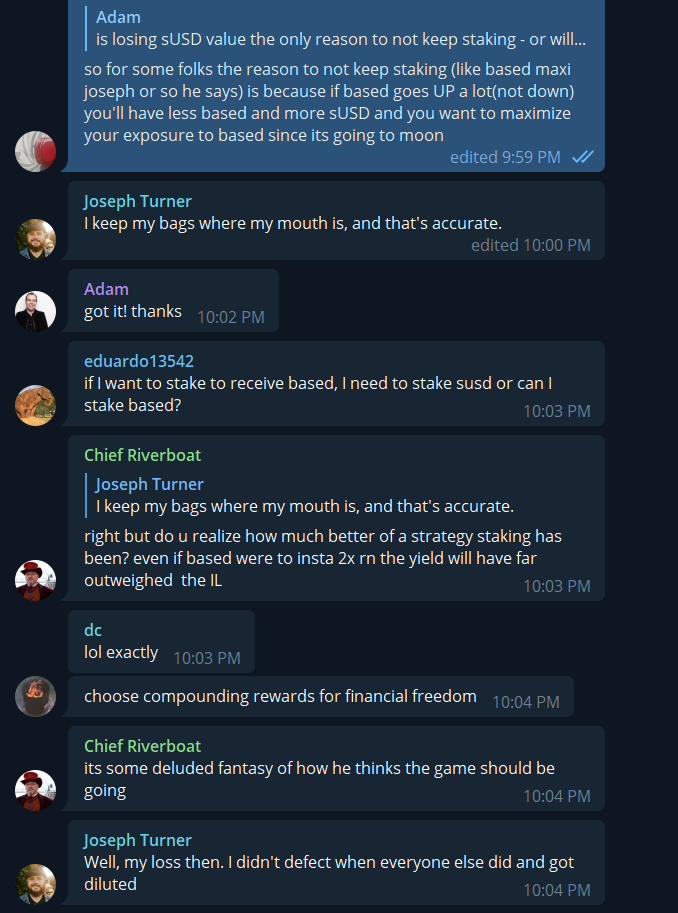 Adam
is losing sUSD value the only reason to not keep staking - or will...
so for some folks the reason to not keep staking (like based maxi
joseph or so he says) is because if based goes UP a lot(not down)
you'll have less based and more sUSD and you want to maximize
your exposure to based since its going to moon
edited 9:59 PM
Joseph Turner
I keep my bags where my mouth is, and that's accurate.
edited 10:00 PM
Adam
got it! thanks 10:02 PM
eduardo13542
if I want to stake to receive based, I need to stake susd or can I
stake based?
10:03 PM
Chief Riverboat
Joseph Turner
I keep my bags where my mouth is, and that's accurate.
right but do u realize how much better of a strategy staking has
been? even if based were to insta 2x rn the yield will have far
outweighed  the IL
10:03 PM
dc
lol exactly 10:03 PM
choose compounding rewards for financial freedom 10:04 PM
Chief Riverboat
its some deluded fantasy of how he thinks the game should be
going
10:04 PM
Joseph Turner
Well, my loss then. I didn't defect when everyone else did and got
diluted
10:04 PM